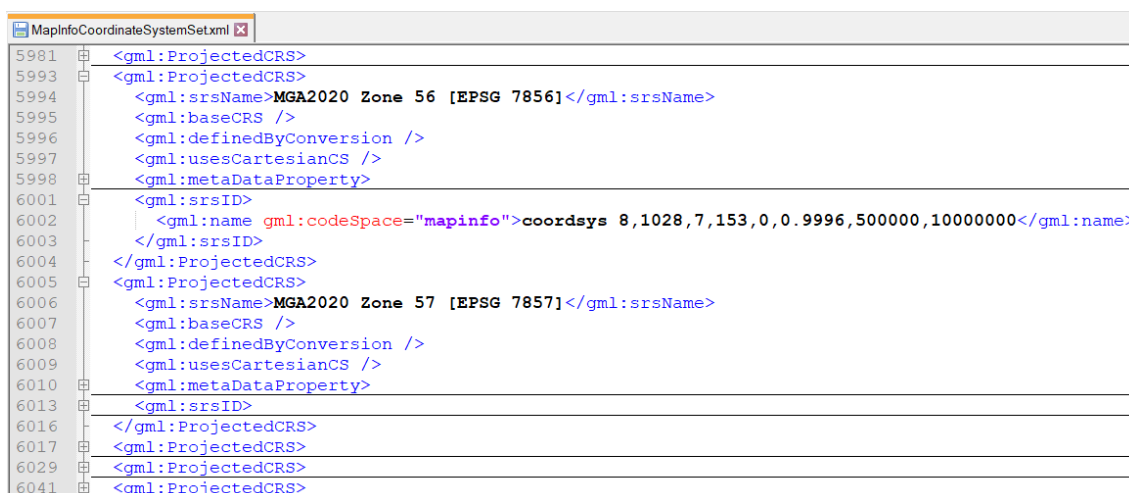 MapInfoCoordinateSystemSet.xml
5981 <gml:ProjectedCRS>
5993 <gml:ProjectedCRS>
5994 <gml:srsName>MGA2020 Zone 56 [EPSG 7856]</gml:srsName>
5995 <gml:baseCRS />
5996 <gml:definedByConversion />
5997 <gml:usesCartesianCS />
5998 <gml:metaDataProperty>
6001 <gml:srsID>
6002 <gml:name gml:codeSpace="mapinfo">coordsys 8,1028,7,153,0,0.9996,500000,10000000</gml:name>
6003 </gml:srsID>
6004 </gml:ProjectedCRS>
6005 <gml:ProjectedCRS>
6006 <gml:srsName>MGA2020 Zone 57 [EPSG 7857]</gml:srsName>
6007 <gml:baseCRS />
6008 <gml:definedByConversion />
6009 <gml:usesCartesianCS />
6010 <gml:metaDataProperty>
6013 <gml:srsID>
6016 </gml:ProjectedCRS>
6017 <gml:ProjectedCRS>
6029 <gml:ProjectedCRS>
6041 <gml:ProjectedCRS>